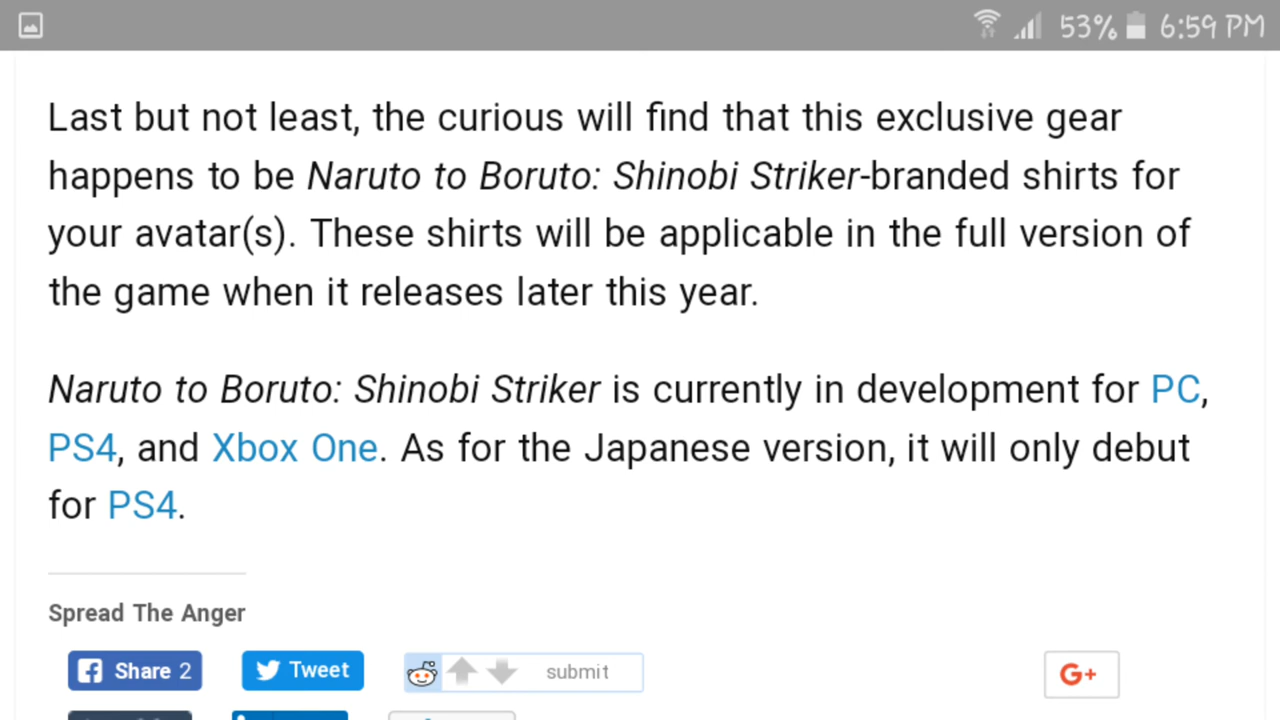 53% 6:59 PM
Last but not least, the curious will find that this exclusive gear
happens to be Naruto to Boruto: Shinobi Striker-branded shirts for
your avatar(s). These shirts will be applicable in the full version of
the game when it releases later this year.
Naruto to Boruto: Shinobi Striker is currently in development for PC,
PS4, and Xbox One. As for the Japanese version, it will only debut
for PS4.
Spread The Anger
Share 2 Tweet submit G+